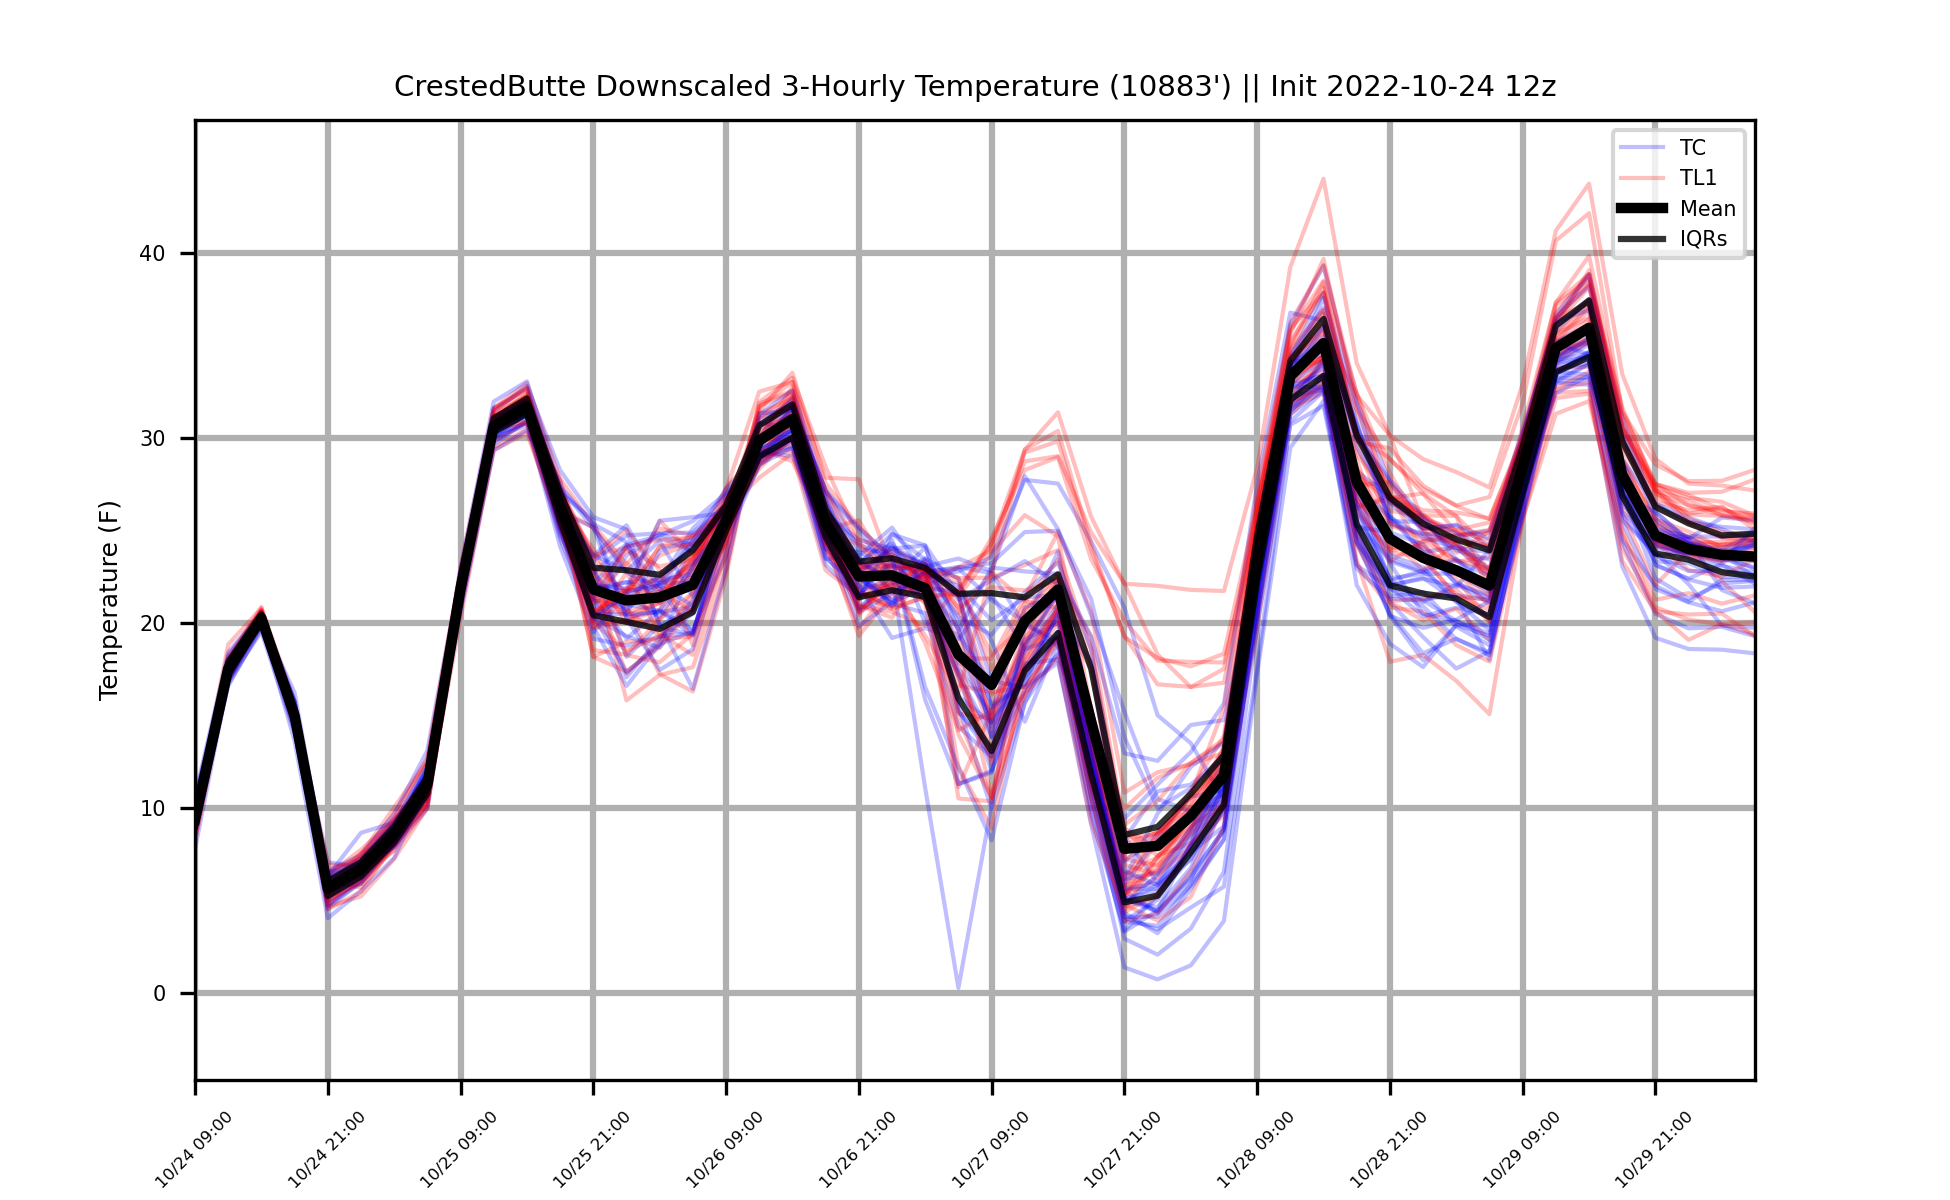 CrestedButte Downscaled 3-Hourly Temperature (10883') || Init 2022-10-24 12z
TC
TL1
Mean
IQRs
Temperature (F)
40
30
20
10
0
10/24 09:00
10/24 21:00
10/25 09:00
10/25 21:00
10/26 09:00
10/26 21:00
10/27 09:00
10/27 21:00
10/28 09:00
10/28 21:00
10/29 09:00
10/29 21:00